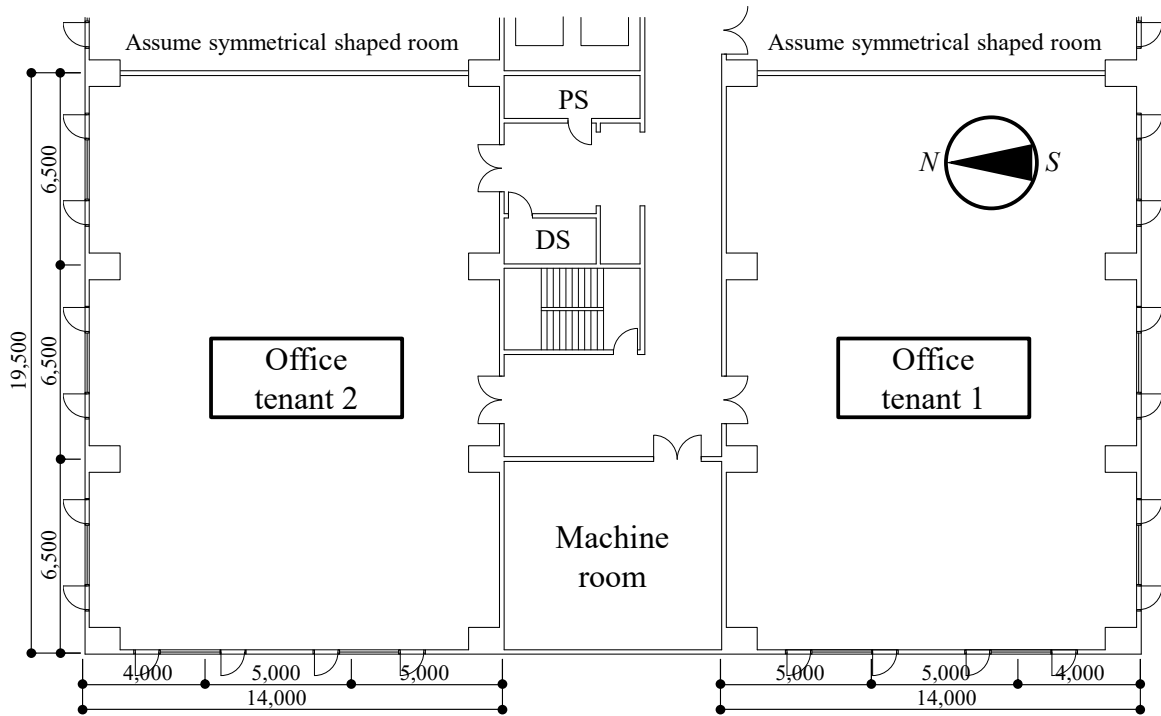 Assume symmetrical shaped room
Assume symmetrical shaped room
PS
N
S
6,500
DS
19,500
6,500
Office
tenant 2
Office
tenant 1
6,500
Machine
room
4,000
5,000
5,000
5,000
5,000
4,000
14,000
14,000